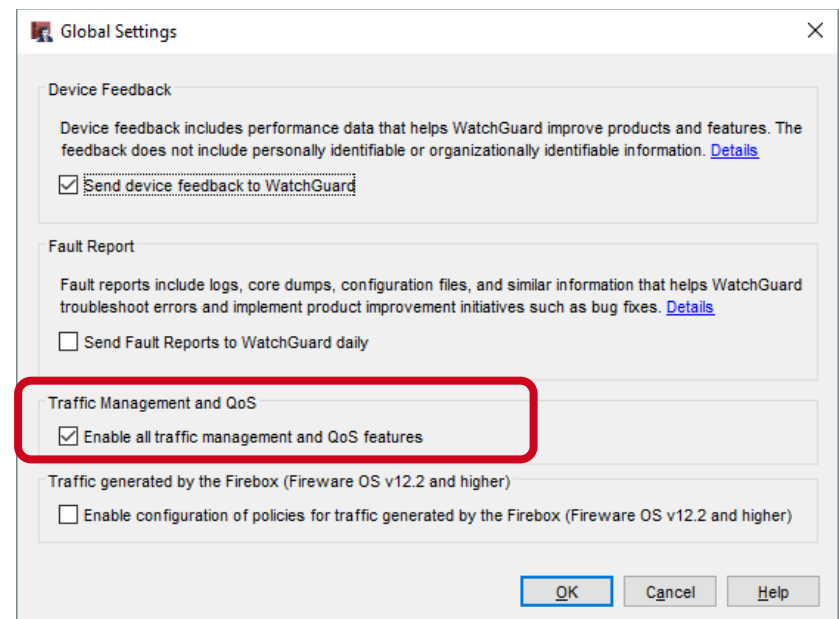 Global Settings
Device Feedback
Device feedback includes performance data that helps WatchGuard improve products and features. The
feedback does not include personally identifiable or organizationally identifiable information. Details
Send device feedback to WatchGuard
Fault Report
Fault reports include logs, core dumps, configuration files, and similar information that helps WatchGuard
troubleshoot errors and implement product improvement initiatives such as bug fixes. Details
Send Fault Reports to WatchGuard daily
Traffic Management and QoS
Enable all traffic management and QoS features
Traffic generated by the Firebox (Fireware OS v12.2 and higher)
Enable configuration of policies for traffic generated by the Firebox (Fireware OS v12.2 and higher)
OK Cancel Help